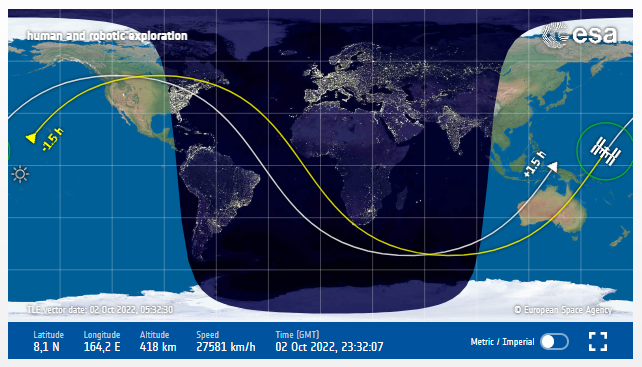 human and robotic exploration
esa
-1.5 h
+1.5 h
TLE vector date: 02 Oct 2022, 05:32:30
© European Space Agency
Latitude Longitude Altitude Speed Time (GMT)
8,1 N 164,2 E 418 km 27581 km/h 02 Oct 2022, 23:32:07
Metric / Imperial